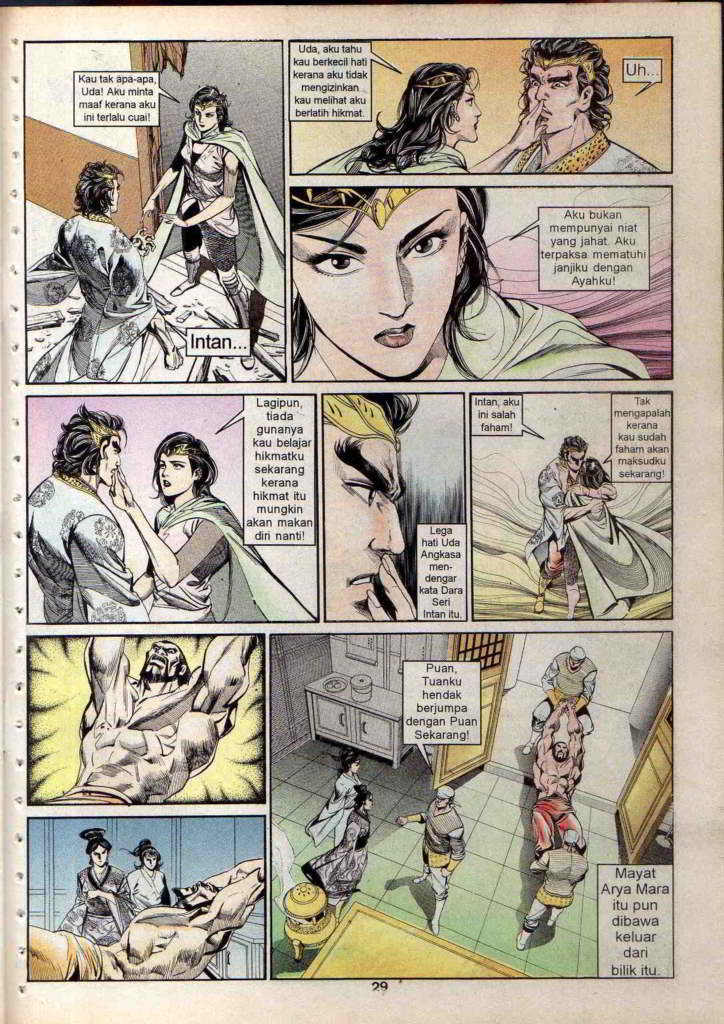 Kau tak apa-apa,
Uda! Aku minta
maaf kerana aku
ini terlalu cuai!
Intan...
Uda, aku tahu
kau berkecil hati
kerana aku tidak
mengizinkan
kau melihat aku
berlatih hikmat.
Uh...
Aku bukan
mempunyai niat
yang jahat. Aku
terpaksa mematuhi
janjiku dengan
Ayahku!
Lagipun,
tiada
gunanya
kau belajar
hikmatku
sekarang
kerana
hikmat itu
mungkin
akan makan
diri nanti!
Lega
hati Uda
Angkasa
men-
dengar
kata Dara
Seri
Intan itu.
Intan, aku
ini salah
faham!
Tak
mengapalah
kerana
kau sudah
faham akan
maksudku
sekarang!
Puan,
Tuanku
hendak
berjumpa
dengan Puan
Sekarang!
Mayat
Arya Mara
itu pun
dibawa
keluar
dari
bilik itu.
29